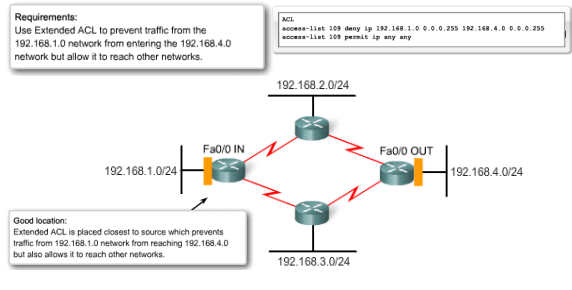 Requirements:
Use Extended ACL to prevent traffic from the
192.168.1.0 network from entering the 192.168.4.0
network but allow it to reach other networks.
ACL
access-list 109 deny ip 192.168.1.0 0.0.0.255 192.168.4.0 0.0.0.255
access-list 109 permit ip any any
192.168.2.0/24
Fa0/0 IN
Fa0/0 OUT
192.168.1.0/24
192.168.4.0/24
Good location:
Extended ACL is placed closest to source which prevents
traffic from 192.168.1.0 network from reaching 192.168.4.0
but also allows it to reach other networks.
192.168.3.0/24